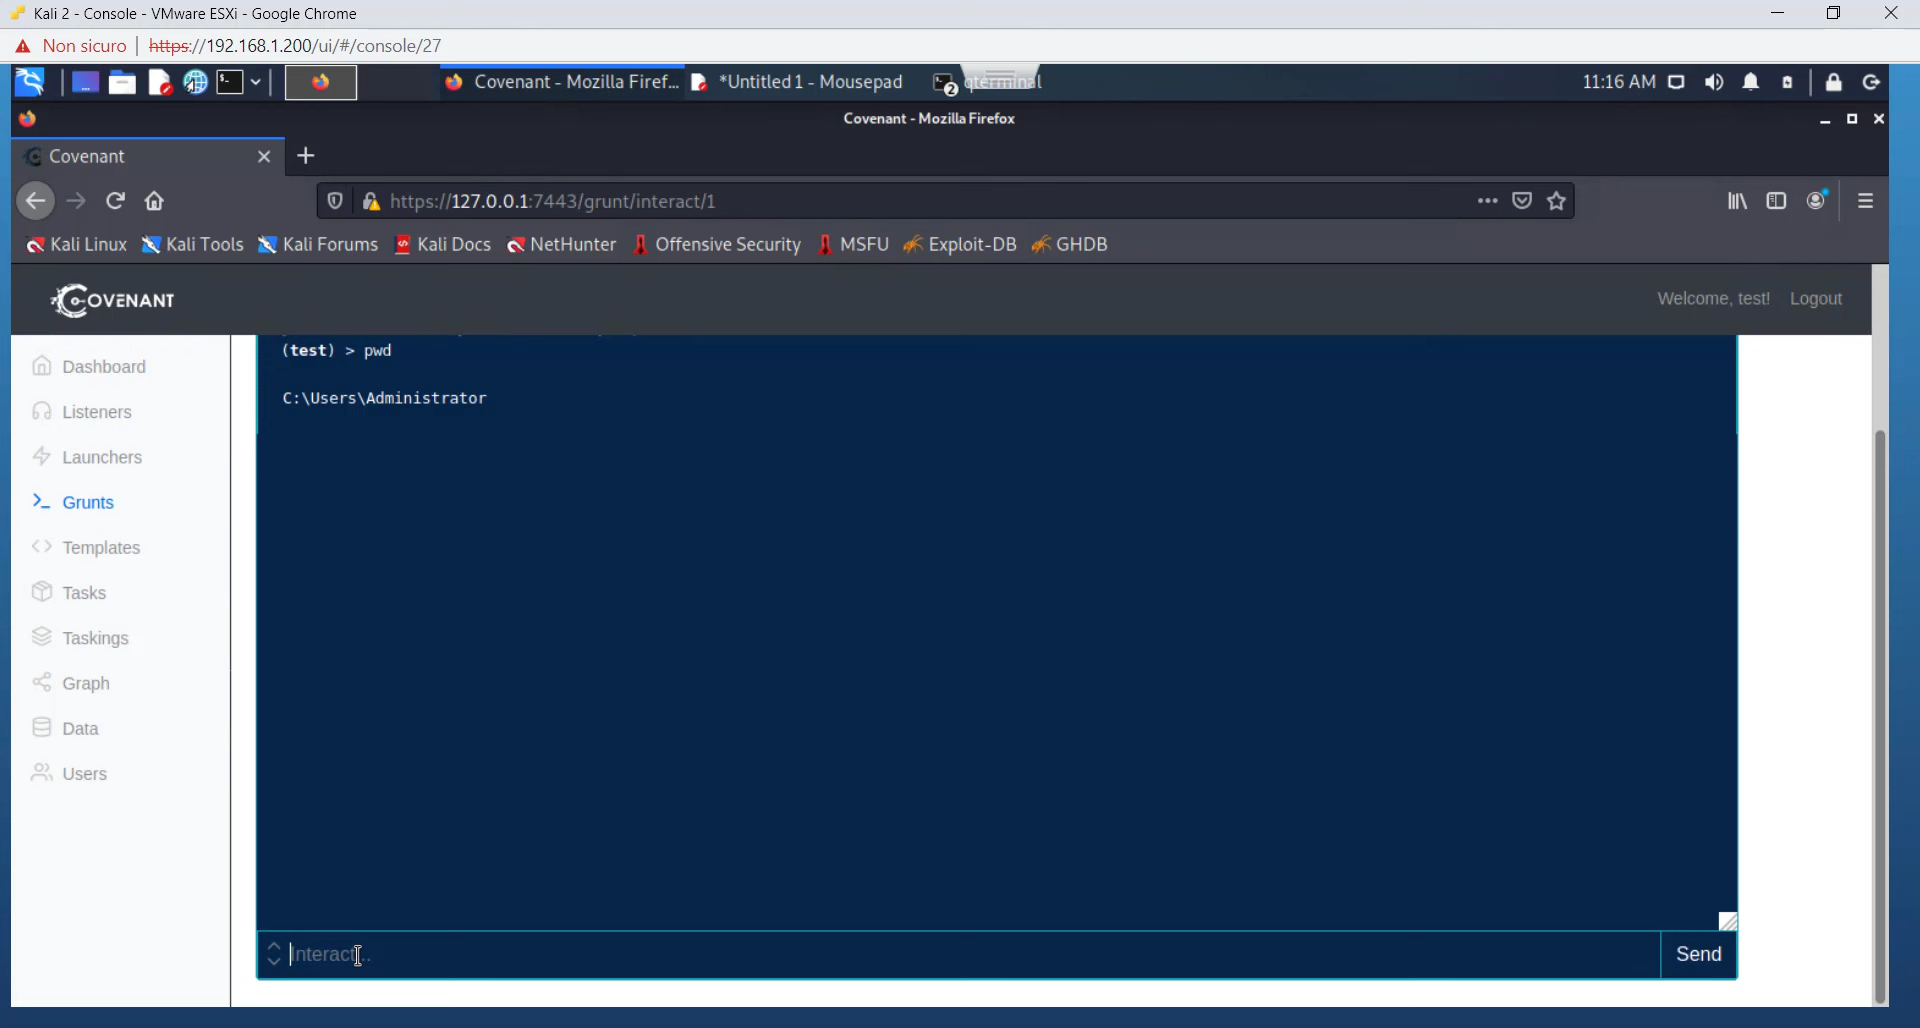 Kali 2 - Console - VMware ESXi - Google Chrome
Non sicuro | https://192.168.1.200/ui/#/console/27
Covenant - Mozilla Firef... *Untitled 1 - Mousepad 2 qterminal 11:16 AM
Covenant - Mozilla Firefox
Covenant
https://127.0.0.1:7443/grunt/interact/1
Kali Linux Kali Tools Kali Forums Kali Docs NetHunter Offensive Security MSFU Exploit-DB GHDB
COVENANT Welcome, test! Logout
(test) > pwd
C:\Users\Administrator
Dashboard
Listeners
Launchers
Grunts
Templates
Tasks
Taskings
Graph
Data
Users
Interact... Send